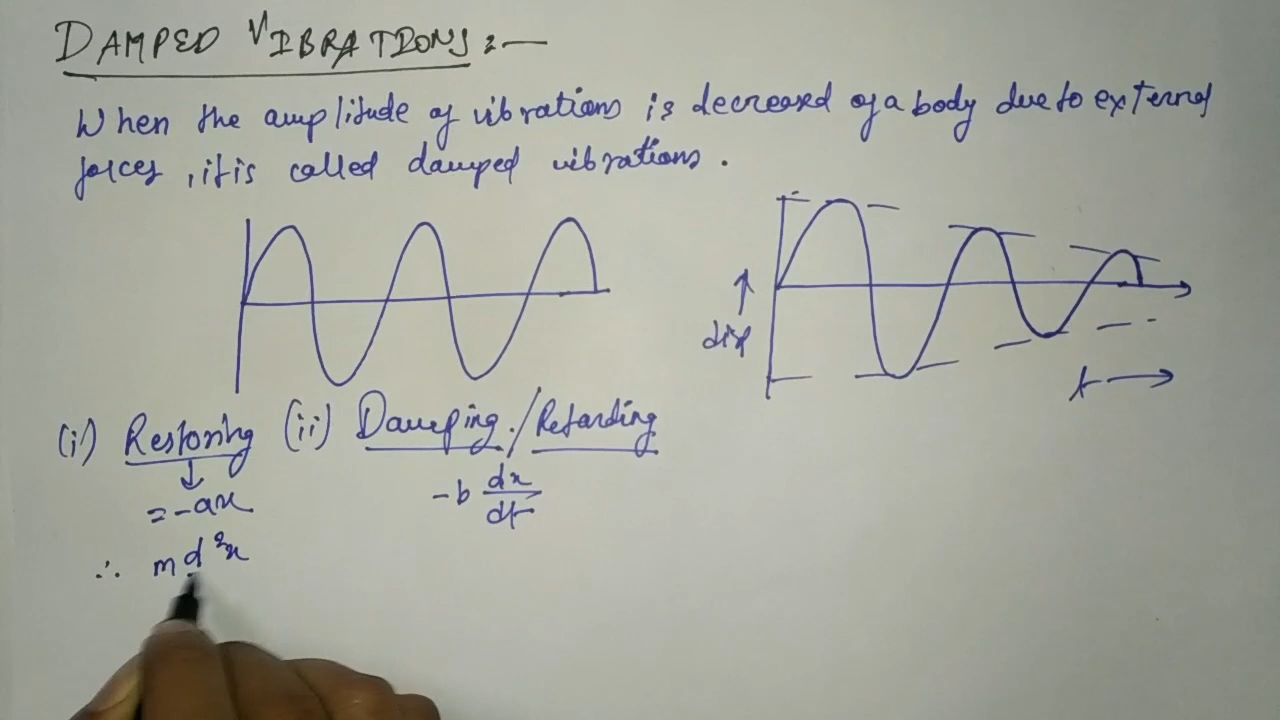 DAMPED VIBRATIONS :—
When the amplitude of vibrations is decreased of a body due to external
forces, it is called damped vibrations.
disp
t
(i) Restoring (ii) Damping / Retarding
= -ax
-b dx/dt
∴ m d²x